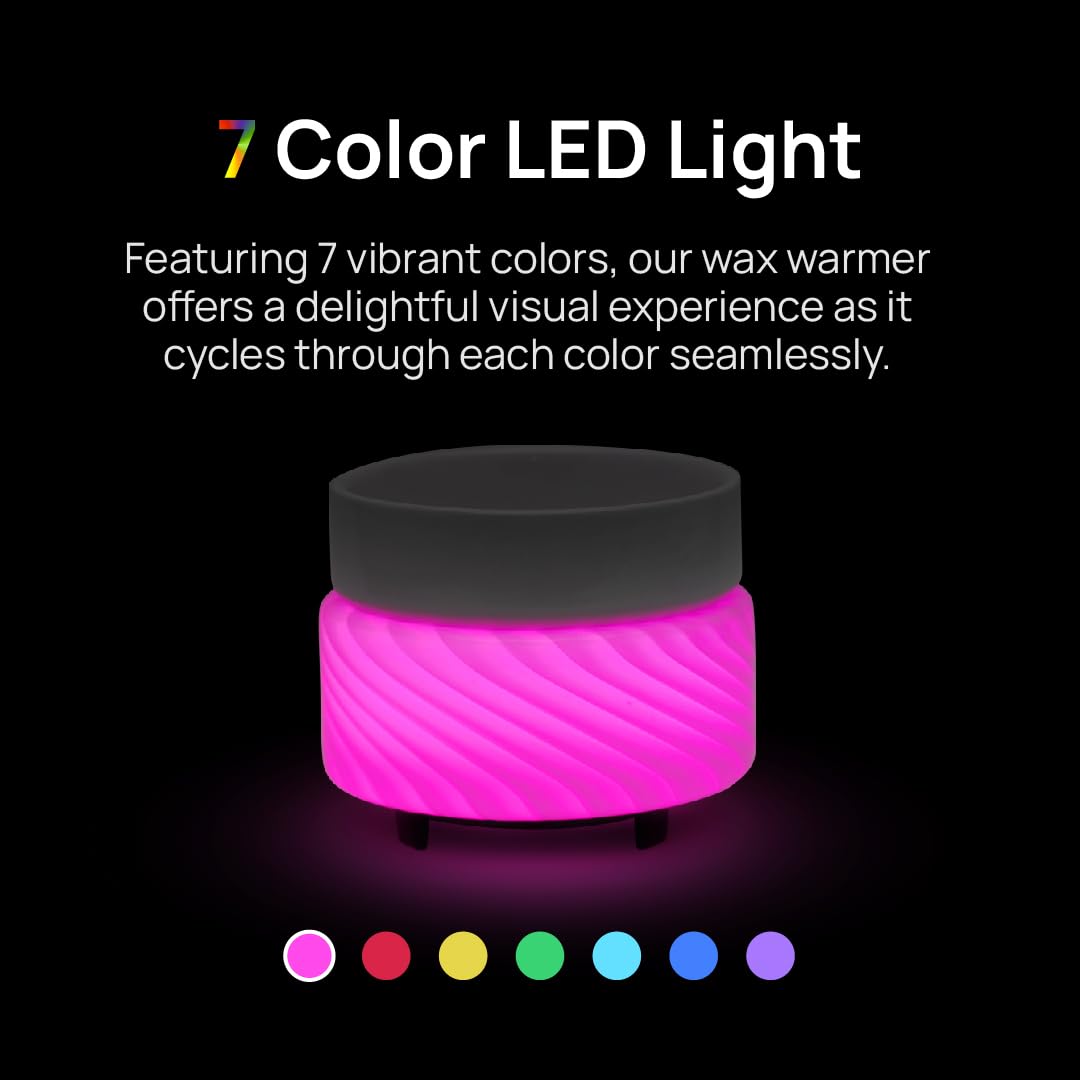 7 Color LED Light
Featuring 7 vibrant colors, our wax warmer
offers a delightful visual experience as it
cycles through each color seamlessly.